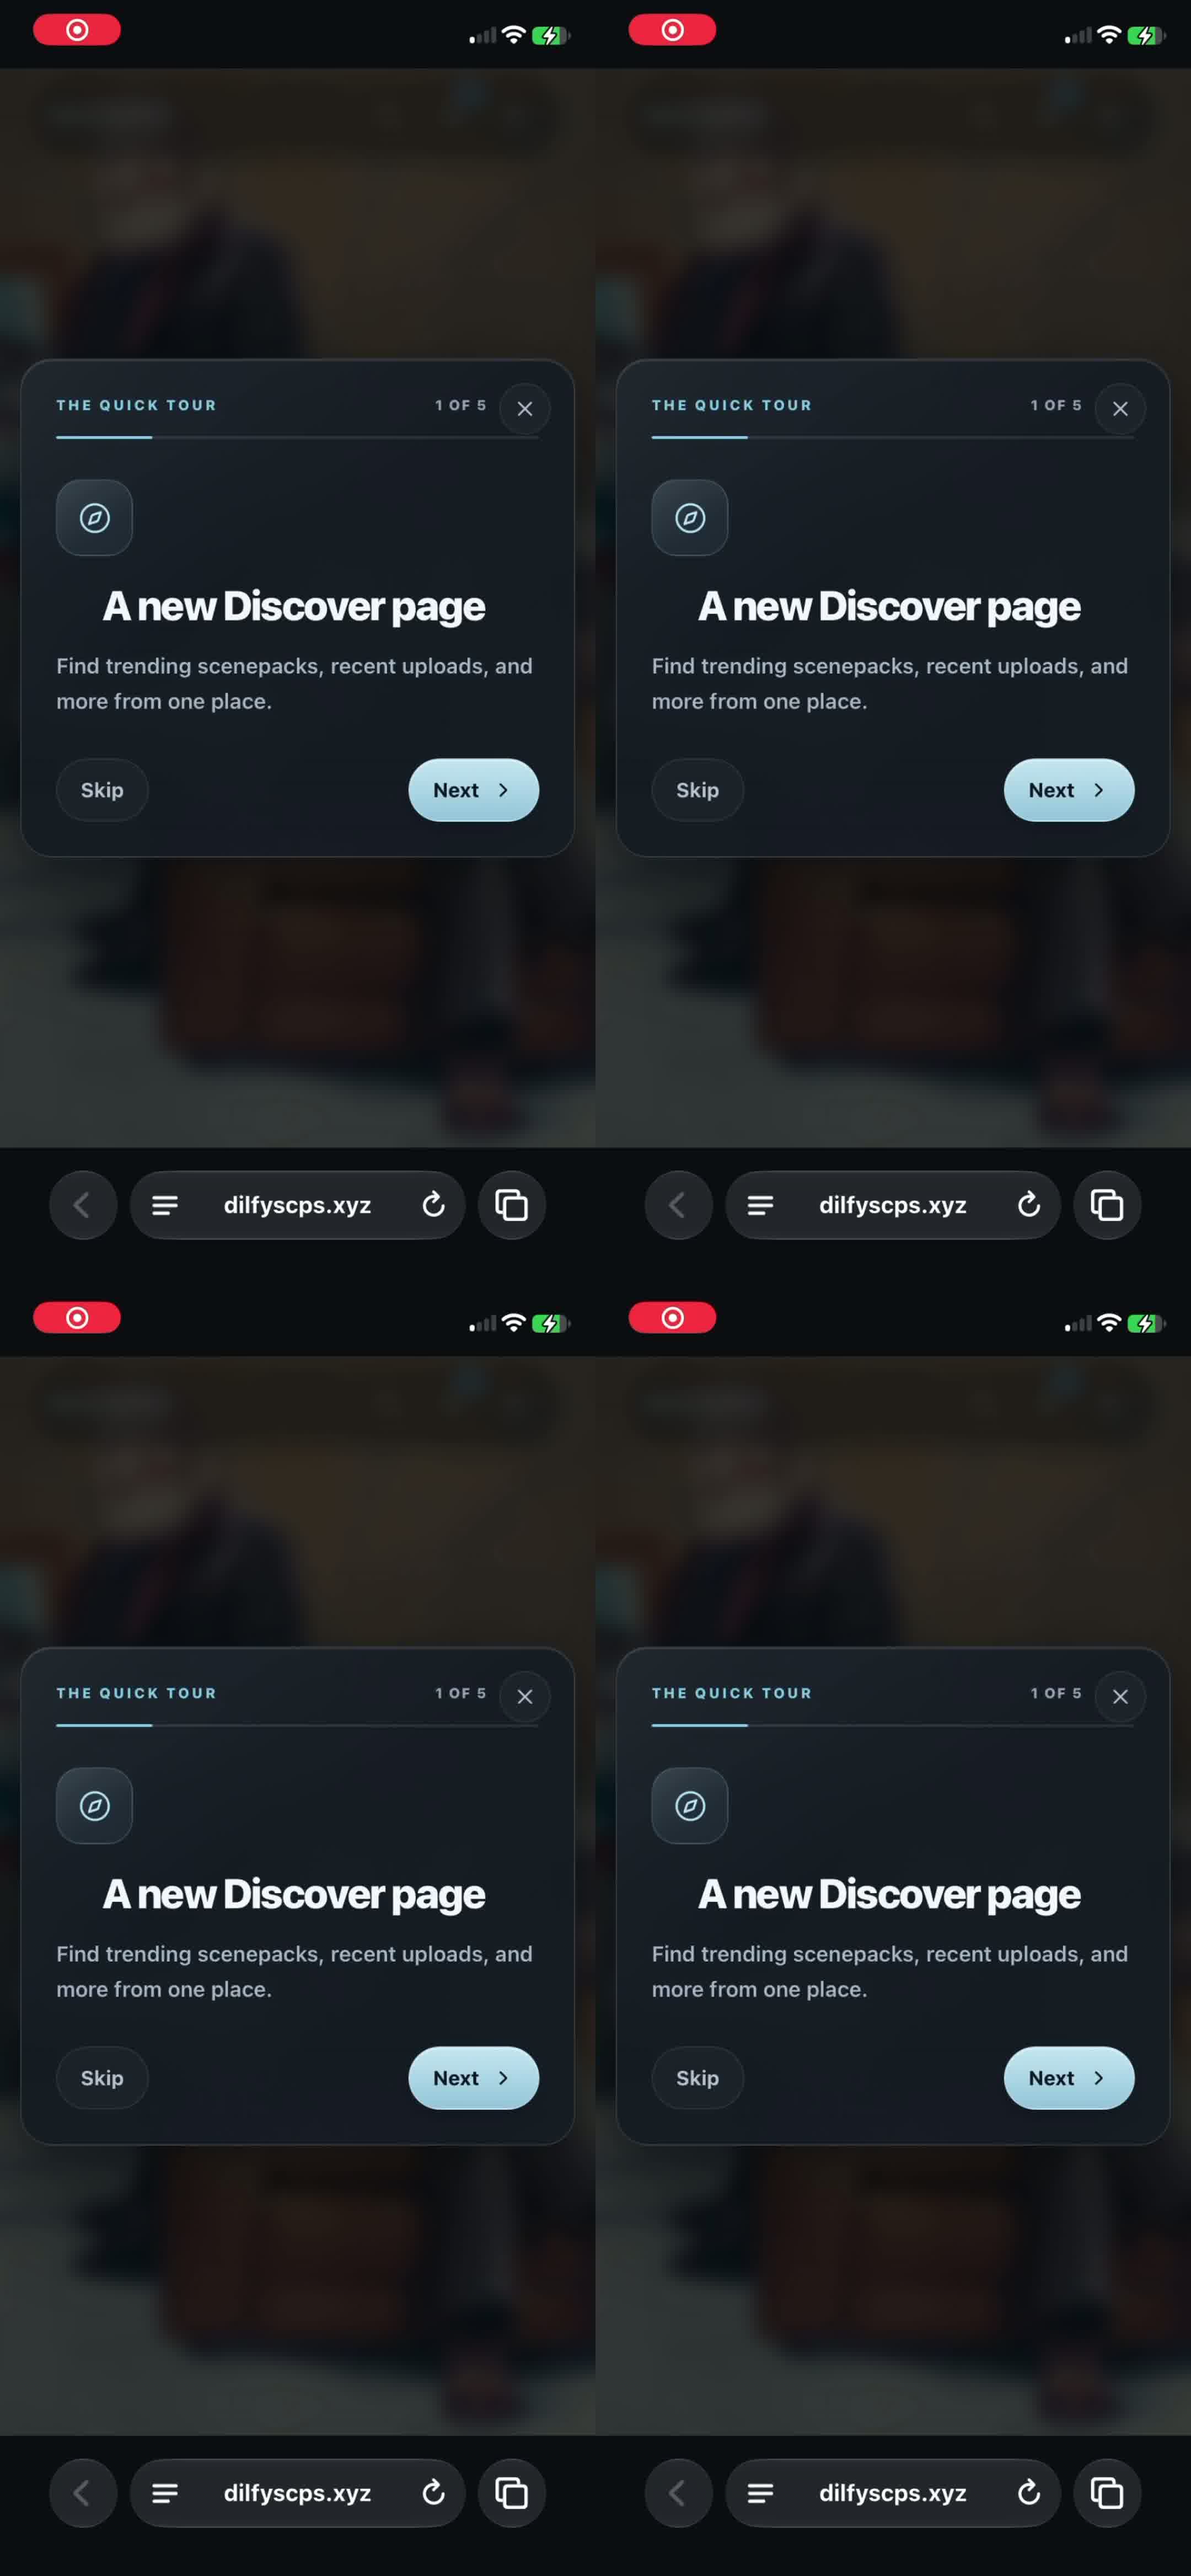 THE QUICK TOUR 1 OF 5
A new Discover page
Find trending scenepacks, recent uploads, and
more from one place.
Skip Next
dilfyscps.xyz
THE QUICK TOUR 1 OF 5
A new Discover page
Find trending scenepacks, recent uploads, and
more from one place.
Skip Next
dilfyscps.xyz
THE QUICK TOUR 1 OF 5
A new Discover page
Find trending scenepacks, recent uploads, and
more from one place.
Skip Next
dilfyscps.xyz
THE QUICK TOUR 1 OF 5
A new Discover page
Find trending scenepacks, recent uploads, and
more from one place.
Skip Next
dilfyscps.xyz